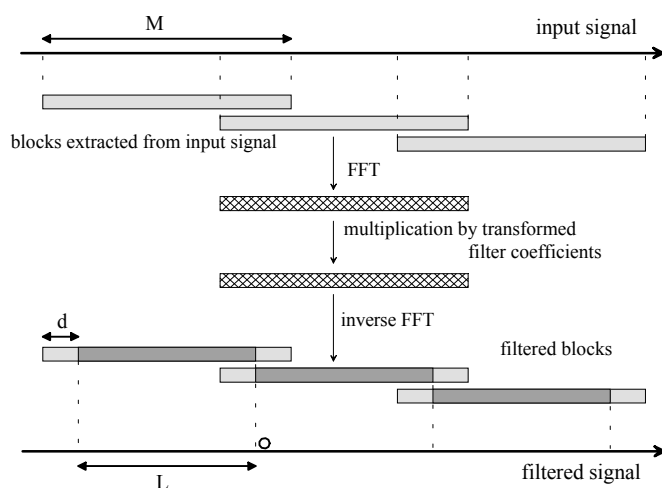 M
input signal
blocks extracted from input signal
FFT
multiplication by transformed
filter coefficients
d
inverse FFT
filtered blocks
L
filtered signal